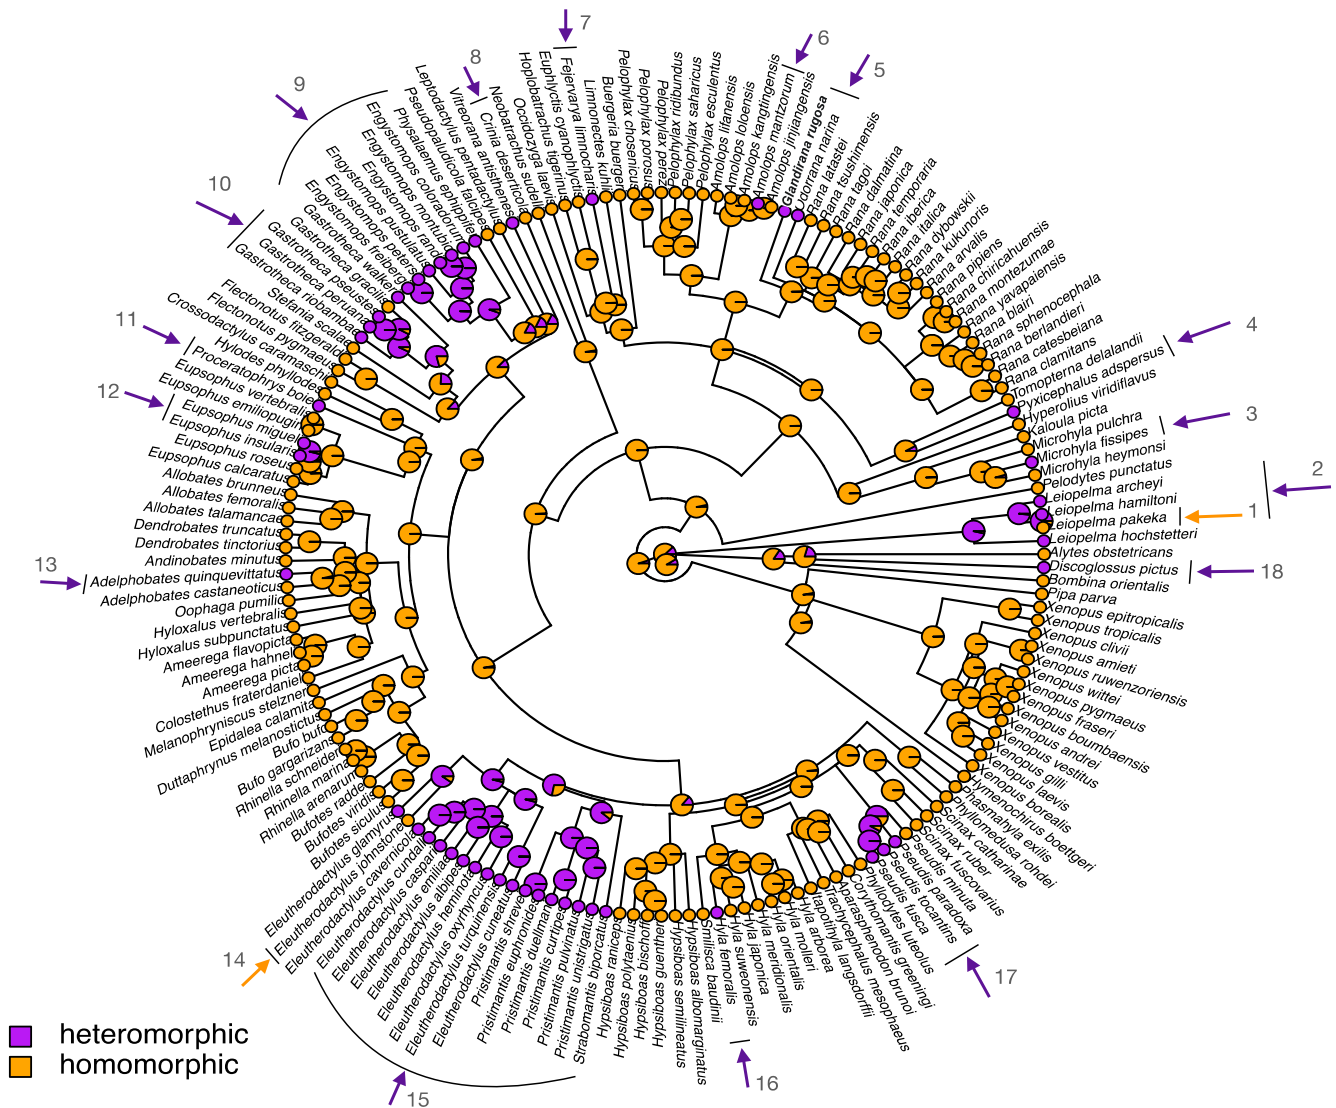 7
6
5
8
9
10
11
12
13
14
15
16
17
18
1
2
3
4
Fejervarya limnocharis
Limnonectes kuhlii
Buergeria buergeri
Pelophylax chosenicus
Pelophylax porosus
Pelophylax perezi
Pelophylax ridibundus
Pelophylax saharicus
Pelophylax esculentus
Amolops lifanensis
Amolops loloensis
Amolops kangtingensis
Amolops mantzorum
Amolops jinjiangensis
Glandirana rugosa
Odorrana narina
Rana latastei
Rana tsushimensis
Rana tagoi
Rana dalmatina
Rana japonica
Rana temporaria
Rana iberica
Rana italica
Rana dybowskii
Rana kukunoris
Rana arvalis
Rana pipiens
Rana chiricahuensis
Rana montezumae
Rana yavapaiensis
Rana blairi
Rana sphenocephala
Rana berlandieri
Rana catesbeiana
Rana clamitans
Tomopterna delalandii
Pyxicephalus adspersus
Hyperolius viridiflavus
Kaloula picta
Microhyla pulchra
Microhyla fissipes
Microhyla heymonsi
Pelodytes punctatus
Leiopelma archeyi
Leiopelma hamiltoni
Leiopelma pakeka
Leiopelma hochstetteri
Alytes obstetricans
Discoglossus pictus
Bombina orientalis
Pipa parva
Xenopus epitropicalis
Xenopus tropicalis
Xenopus clivii
Xenopus amieti
Xenopus ruwenzoriensis
Xenopus wittei
Xenopus pygmaeus
Xenopus fraseri
Xenopus boumbaensis
Xenopus andrei
Xenopus vestitus
Xenopus gilli
Xenopus laevis
Xenopus borealis
Hymenochirus boettgeri
Phasmahyla exilis
Phyllomedusa rohdei
Scinax catharinae
Scinax ruber
Scinax fuscovarius
Pseudis minuta
Pseudis paradoxa
Pseudis tocantins
Pseudis fusca
Phyllodytes luteolus
Corythomantis greeningi
Aparasphenodon brunoi
Trachycephalus mesophaeus
Itapotihyla langsdorffii
Hyla arborea
Hyla molleri
Hyla orientalis
Hyla meridionalis
Hyla japonica
Hyla suweonensis
Hyla femoralis
Smilisca baudinii
Hypsiboas albomarginatus
Hypsiboas semilineatus
Hypsiboas guentheri
Hypsiboas bischoffi
Hypsiboas polytaenius
Hypsiboas raniceps
Strabomantis biporcatus
Pristimantis unistrigatus
Pristimantis pulvinatus
Pristimantis curtipes
Pristimantis duellmani
Pristimantis euphronides
Pristimantis shrevei
Eleutherodactylus cuneatus
Eleutherodactylus turquinensis
Eleutherodactylus oxyrhyncus
Eleutherodactylus hennotai
Eleutherodactylus albipes
Eleutherodactylus emiliae
Eleutherodactylus caspari
Eleutherodactylus cundalli
Eleutherodactylus cavernicola
Eleutherodactylus johnstonei
Eleutherodactylus glamyrus
Bufotes siculus
Bufotes viridis
Bufotes raddei
Rhinella arenarum
Rhinella marina
Rhinella schneideri
Bufo gargarizans
Bufo bufo
Duttaphrynus melanostictus
Epidalea calamita
Melanophryniscus stelzneri
Colostethus fraterdanieli
Ameerega picta
Ameerega hahneli
Ameerega flavopicta
Hyloxalus subpunctatus
Hyloxalus vertebralis
Oophaga pumilio
Adelphobates castaneoticus
Adelphobates quinquevittatus
Andinobates minutus
Dendrobates tinctorius
Dendrobates truncatus
Allobates talamancae
Allobates femoralis
Allobates brunneus
Eupsophus calcaratus
Eupsophus roseus
Eupsophus insularis
Eupsophus migueli
Eupsophus emiliopugini
Eupsophus vertebralis
Proceratophrys boiei
Hylodes phyllodes
Crossodactylus caramaschii
Flectonotus pygmaeus
Flectonotus fitzgeraldi
Stefania scalae
Gastrotheca riobambae
Gastrotheca peruana
Gastrotheca pseustes
Gastrotheca gracilis
Gastrotheca walkeri
Engystomops freibergi
Engystomops petersi
Engystomops pustulatus
Engystomops randi
Engystomops montubio
Engystomops coloradorum
Physalaemus ephippifer
Pseudopaludicola falcipes
Leptodactylus pentadactylus
Vitreorana antisthenesi
Crinia deserticola
Neobatrachus sudelli
Occidozyga laevis
Hoplobatrachus tigerinus
Euphlyctis cyanophlyctis
heteromorphic
homomorphic